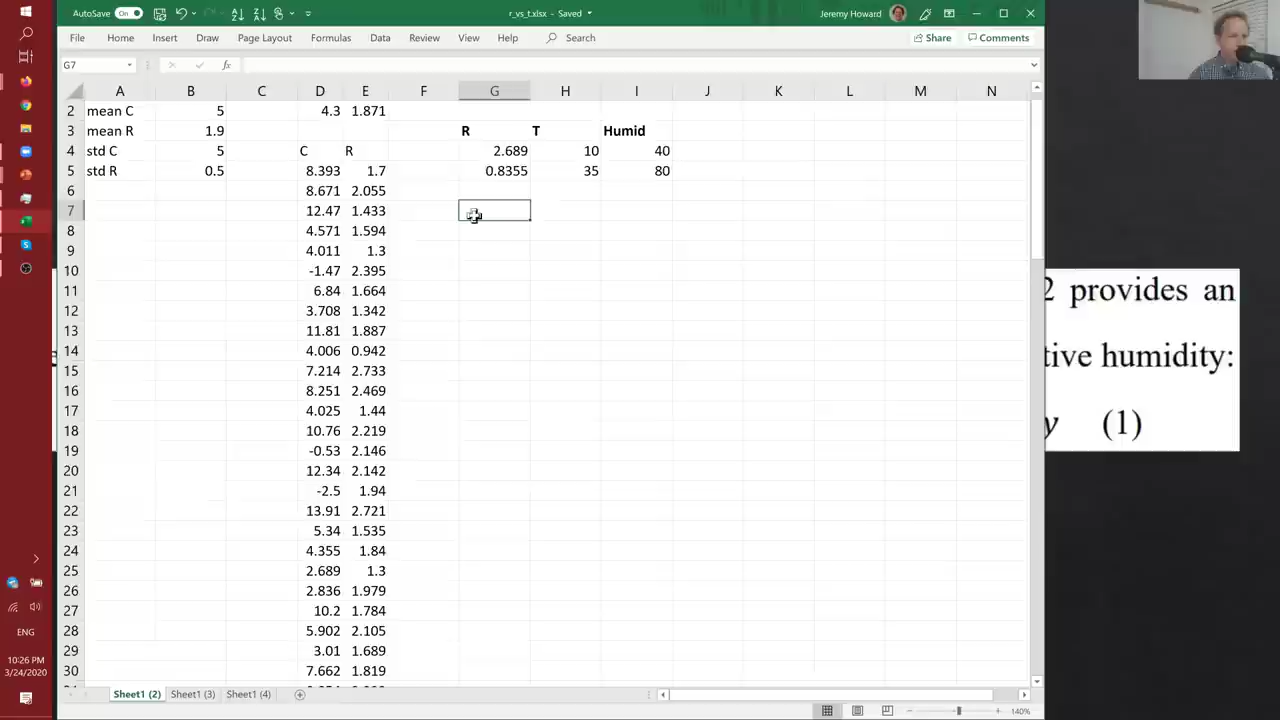 AutoSave On r_vs_t.xlsx - Saved Jeremy Howard
File Home Insert Draw Page Layout Formulas Data Review View Help Search Share Comments
G7 fx
A B C D E F G H I J K L M N
2 mean C 5 4.3 1.871
3 mean R 1.9 R T Humid
4 std C 5 C R 2.689 10 40
5 std R 0.5 8.393 1.7 0.8355 35 80
6 8.671 2.055
7 12.47 1.433
8 4.571 1.594
9 4.011 1.3
10 -1.47 2.395
11 6.84 1.664
12 3.708 1.342
13 11.81 1.887
14 4.006 0.942
15 7.214 2.733
16 8.251 2.469
17 4.025 1.44
18 10.76 2.219
19 -0.53 2.146
20 12.34 2.142
21 -2.5 1.94
22 13.91 2.721
23 5.34 1.535
24 4.355 1.84
25 2.689 1.3
26 2.836 1.979
27 10.2 1.784
28 5.902 2.105
29 3.01 1.689
30 7.662 1.819
Sheet1 (2) Sheet1 (3) Sheet1 (4)
140%
2 provides an
tive humidity:
y (1)
ENG
10:26 PM
3/24/2020